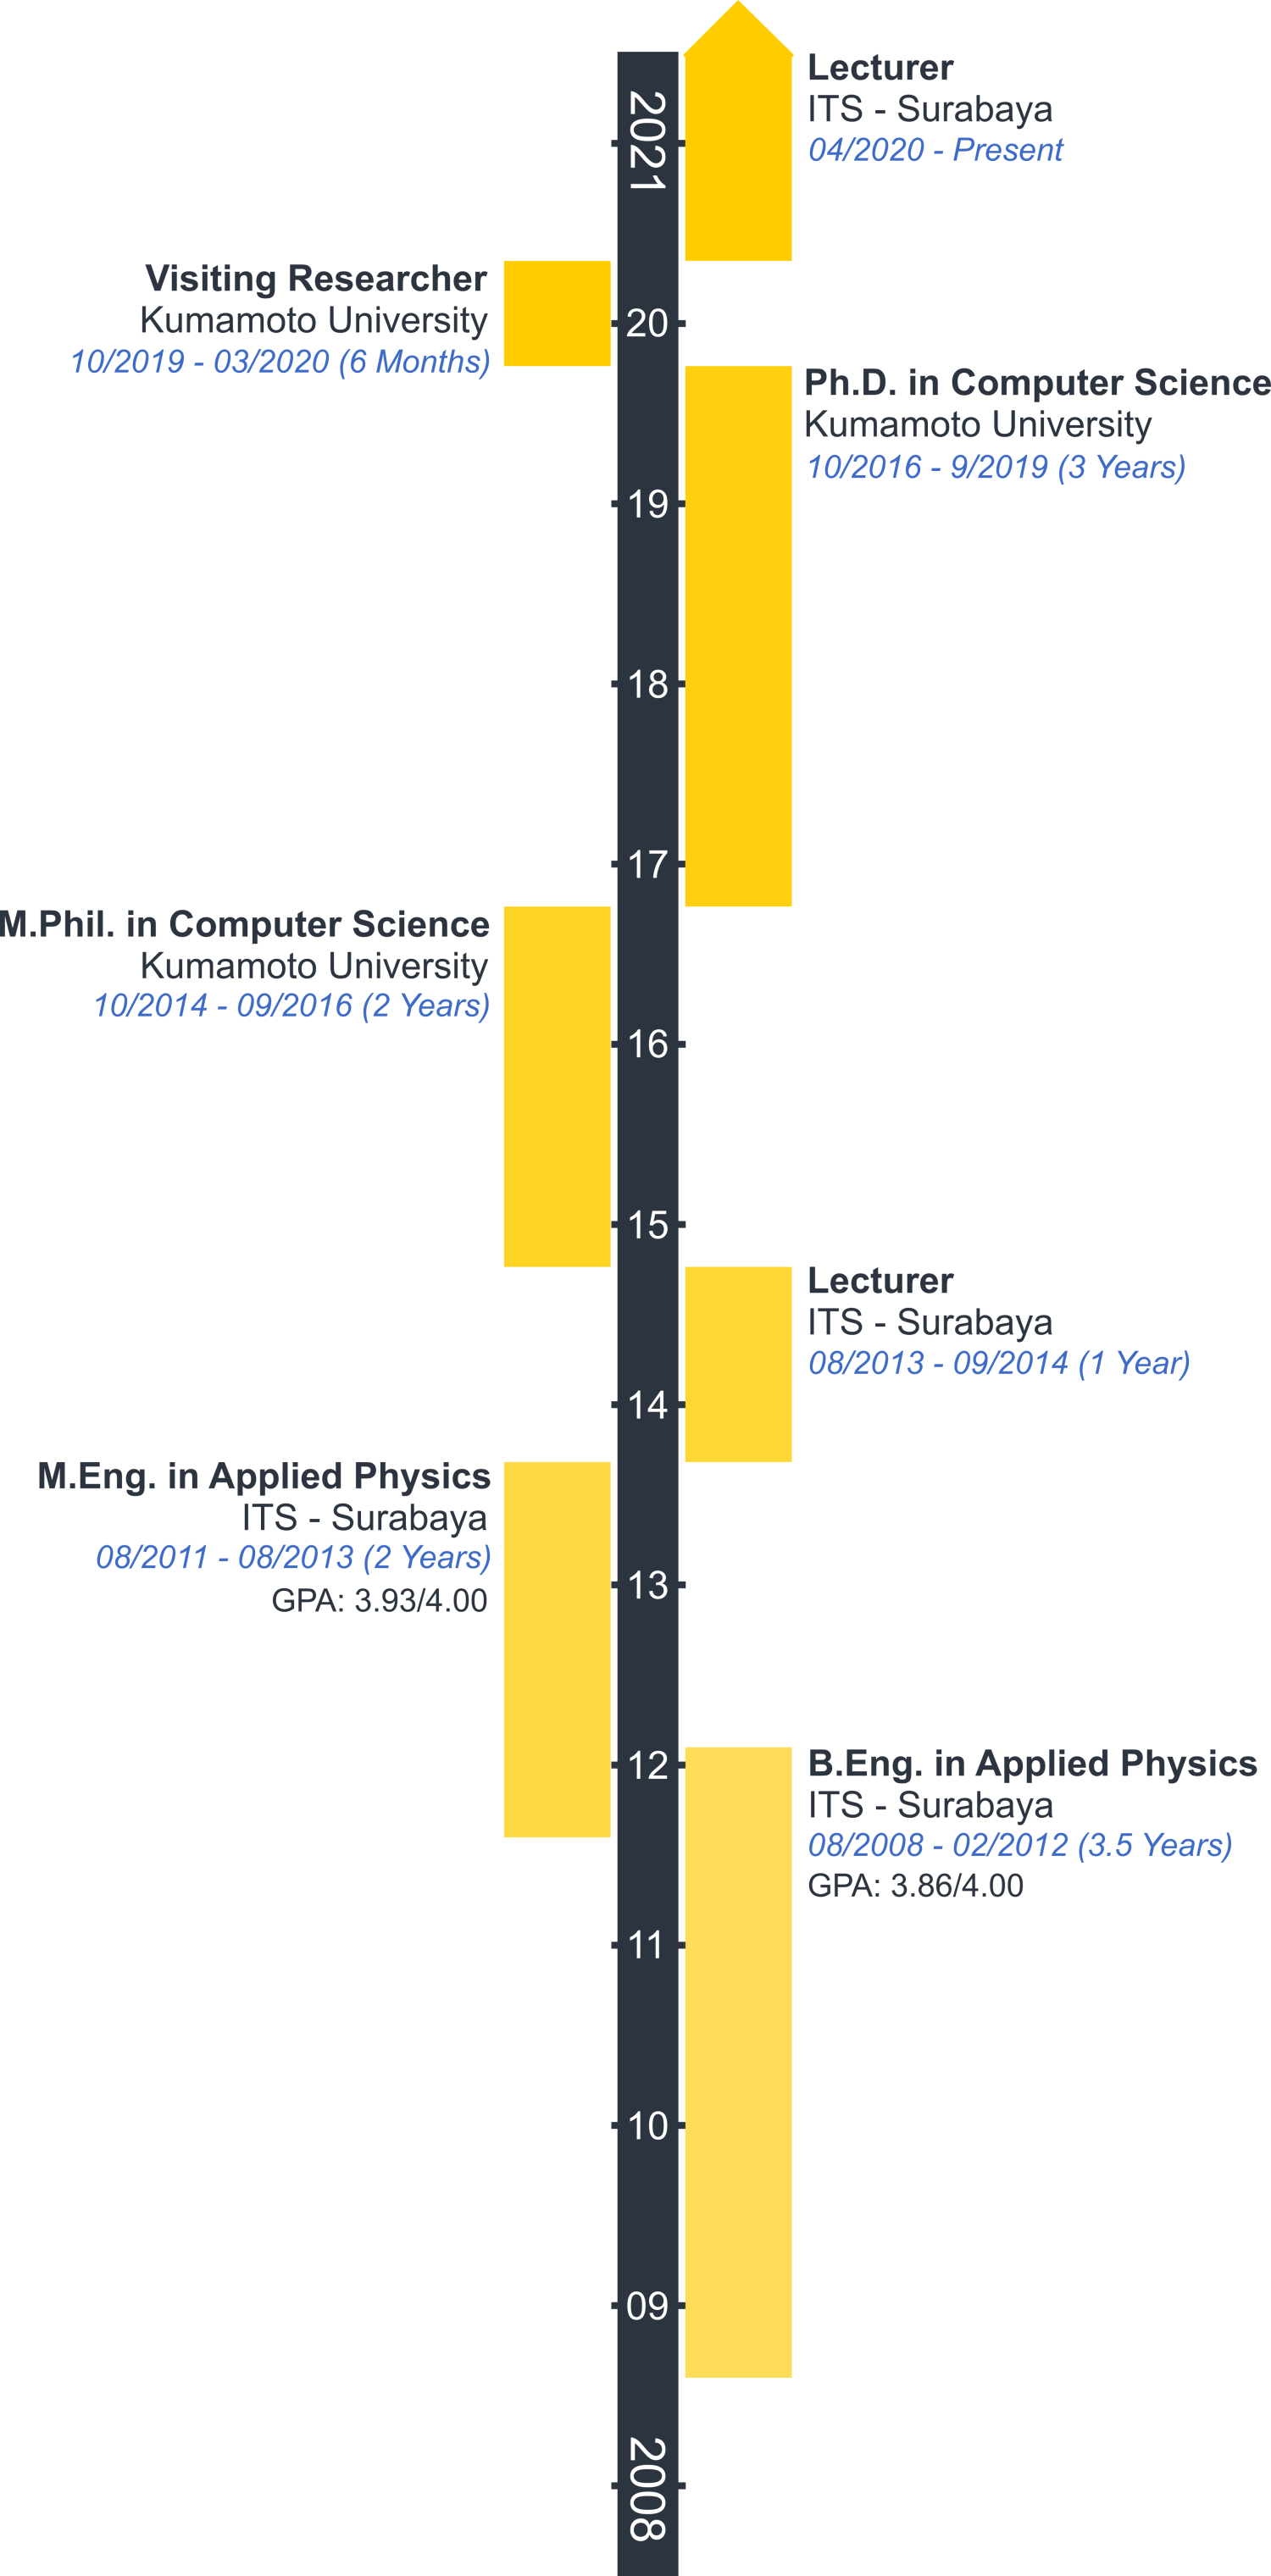 2021
Lecturer
ITS - Surabaya
04/2020 - Present
Visiting Researcher
Kumamoto University
10/2019 - 03/2020 (6 Months)
20
Ph.D. in Computer Science
Kumamoto University
10/2016 - 9/2019 (3 Years)
19
18
17
M.Phil. in Computer Science
Kumamoto University
10/2014 - 09/2016 (2 Years)
16
15
Lecturer
ITS - Surabaya
08/2013 - 09/2014 (1 Year)
14
M.Eng. in Applied Physics
ITS - Surabaya
08/2011 - 08/2013 (2 Years)
GPA: 3.93/4.00
13
12
B.Eng. in Applied Physics
ITS - Surabaya
08/2008 - 02/2012 (3.5 Years)
GPA: 3.86/4.00
11
10
09
2008